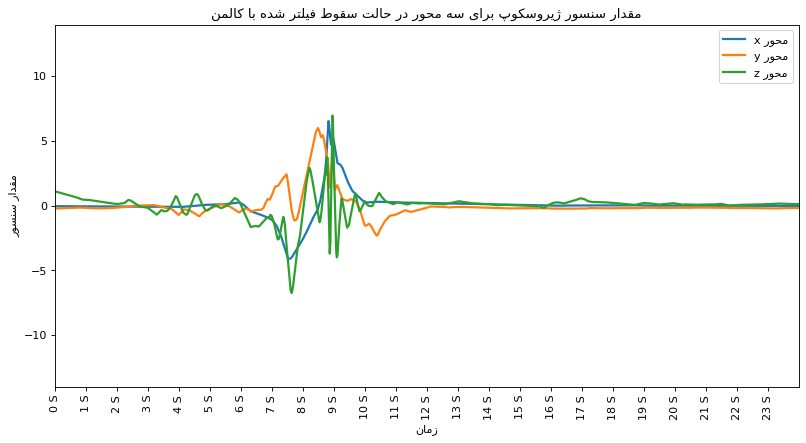 مقدار سنسور ژیروسکوپ برای سه محور در حالت سقوط فیلتر شده با کالمن
محور x
محور y
محور z
مقدار سنسور
10
5
0
−5
−10
0 S
1 S
2 S
3 S
4 S
5 S
6 S
7 S
8 S
9 S
10 S
11 S
12 S
13 S
14 S
15 S
16 S
17 S
18 S
19 S
20 S
21 S
22 S
23 S
زمان